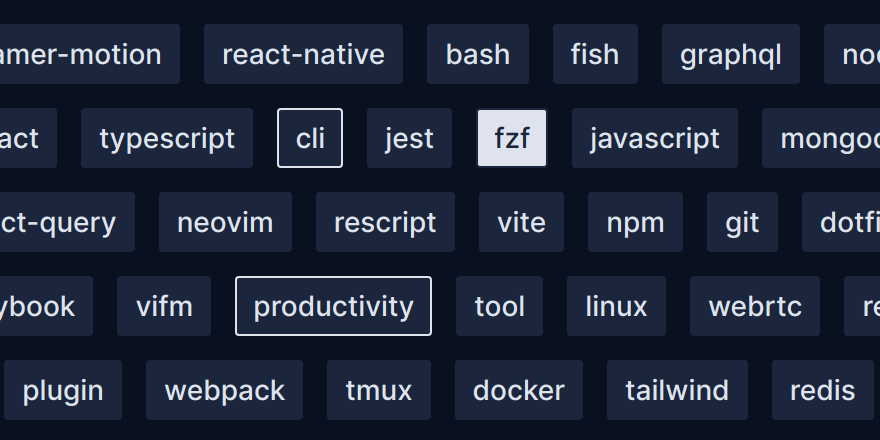 amer-motion react-native bash fish graphql noc
act typescript cli jest fzf javascript mongoc
ct-query neovim rescript vite npm git dotfi
ybook vifm productivity tool linux webrtc re
plugin webpack tmux docker tailwind redis